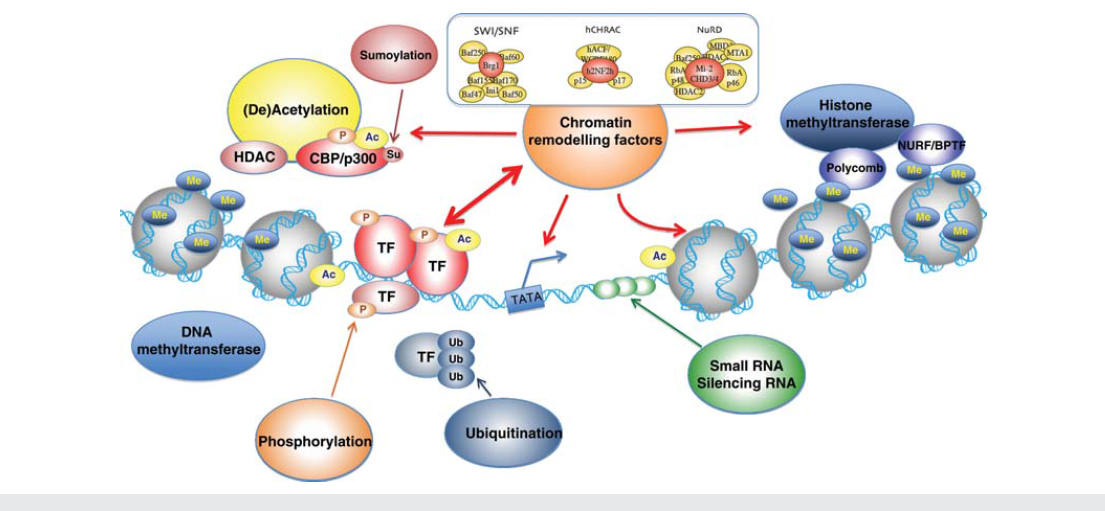 SWI/SNF
hCHRAC
NuRD
Baf250
Baf60
Brg1
Baf155
Baf170
Baf47
Ini1
Baf50
hACF/
h2NF2h
p15
p17
MBD
MTA1
Baf250
HDAC
RbA
p48
Mi-2
CHD3/4
RbA
p46
HDAC2
Sumoylation
(De)Acetylation
P
Ac
HDAC
CBP/p300
Su
Chromatin
remodelling factors
Histone
methyltransferase
NURF/BPTF
Polycomb
Me
Me
Me
Me
Me
Ac
P
TF
P
Ac
TF
TF
P
TATA
Ac
Me
Me
Me
Me
Me
Me
Me
Me
DNA
methyltransferase
TF
Ub
Ub
Ub
Small RNA
Silencing RNA
Phosphorylation
Ubiquitination